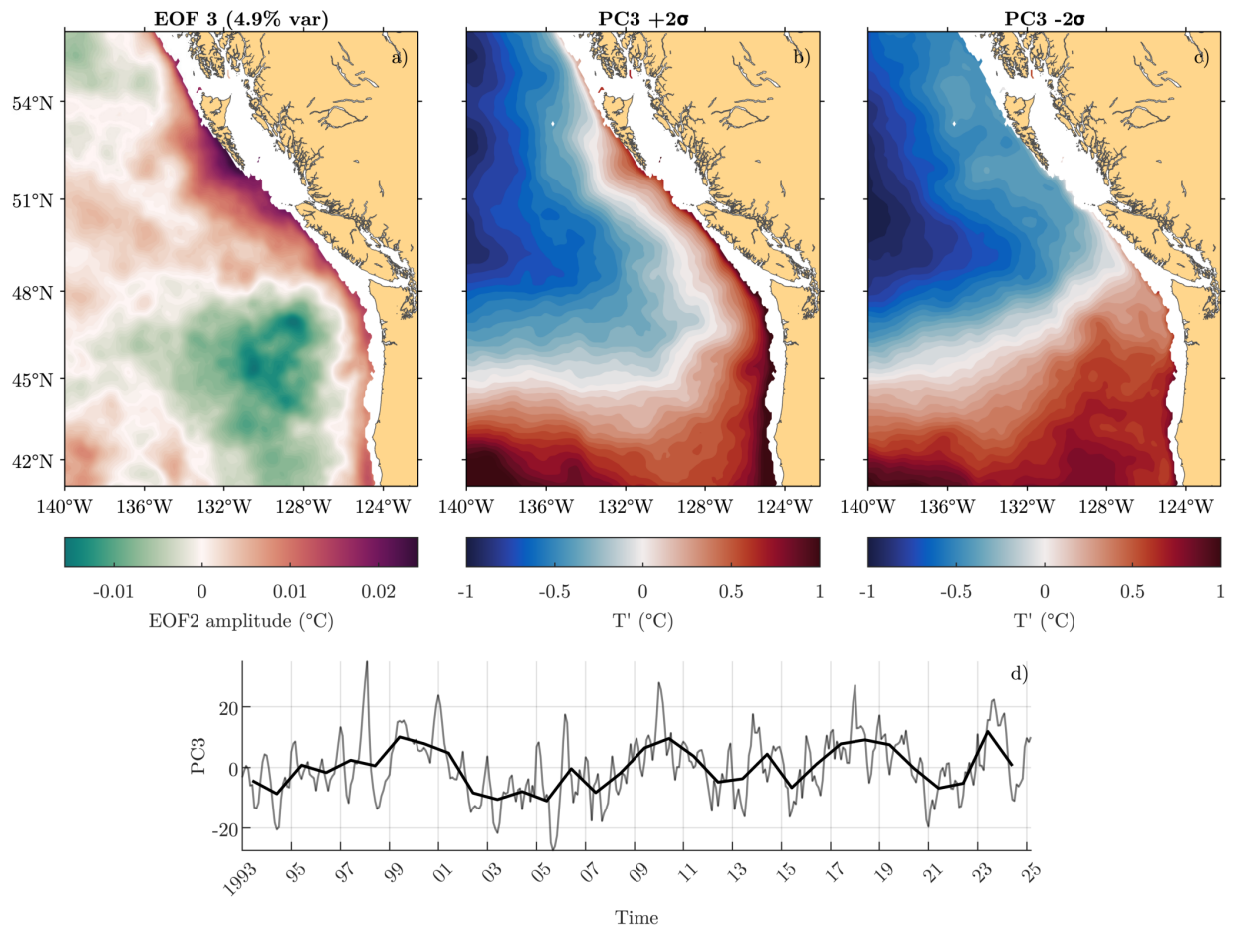 EOF 3 (4.9% var) PC3 +2σ PC3 -2σ
a) b) c)
54°N
51°N
48°N
45°N
42°N
140°W 136°W 132°W 128°W 124°W 140°W 136°W 132°W 128°W 124°W 140°W 136°W 132°W 128°W 124°W
-0.01 0 0.01 0.02 -1 -0.5 0 0.5 1 -1 -0.5 0 0.5 1
EOF2 amplitude (°C) T' (°C) T' (°C)
d)
20
0
-20
PC3
1993 95 97 99 01 03 05 07 09 11 13 15 17 19 21 23 25
Time